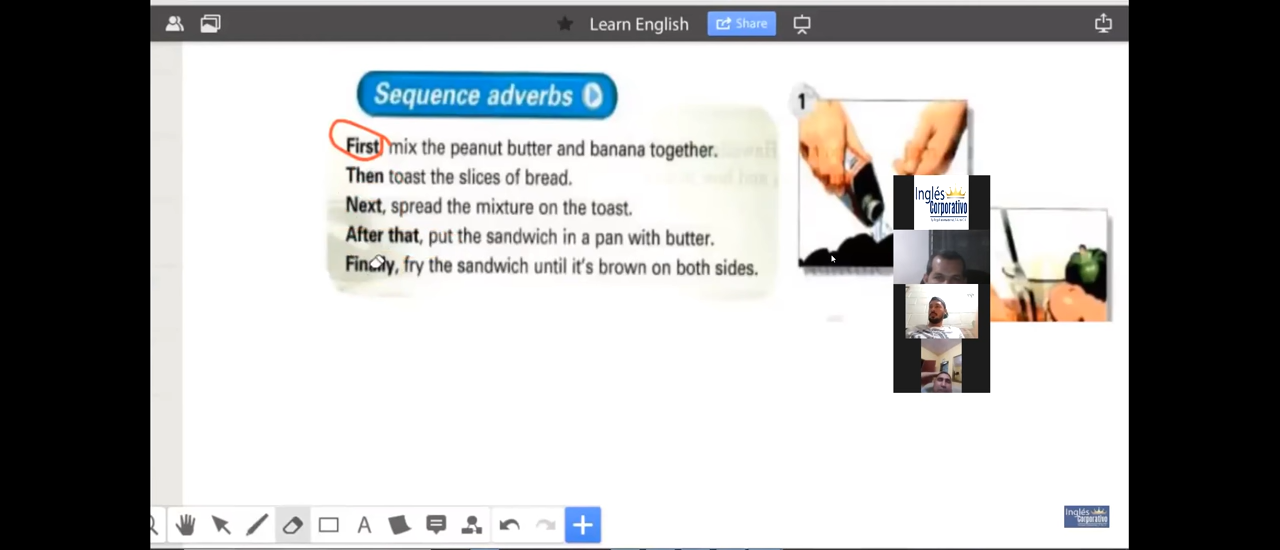 Learn English
Share
Sequence adverbs
First, mix the peanut butter and banana together.
Then toast the slices of bread.
Next, spread the mixture on the toast.
After that, put the sandwich in a pan with butter.
Finally, fry the sandwich until it's brown on both sides.
1
Inglés
Corporativo
A
Inglés
Corporativo